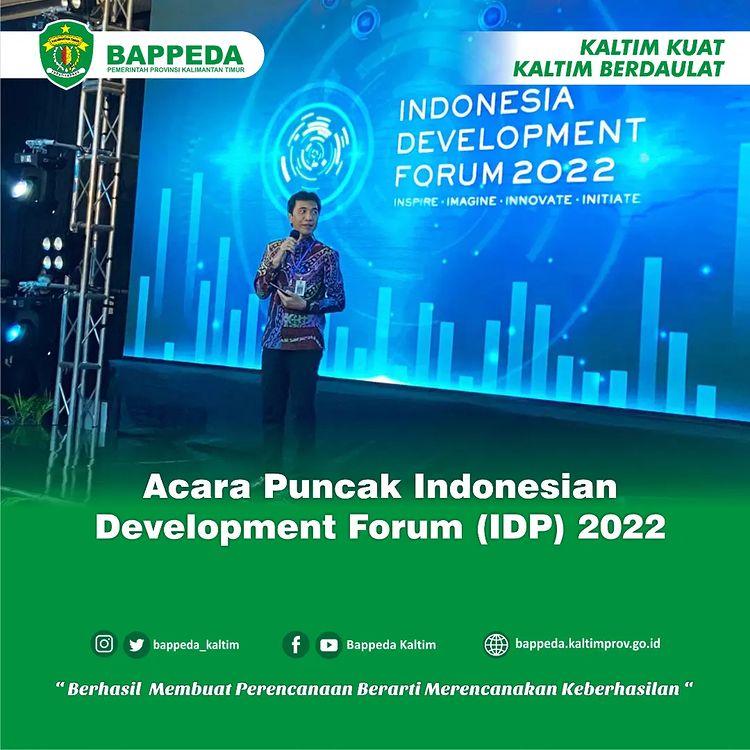 BAPPEDA
PEMERINTAH PROVINSI KALIMANTAN TIMUR
KALTIM KUAT
KALTIM BERDAULAT
INDONESIA
DEVELOPMENT
FORUM 2022
INSPIRE · IMAGINE · INNOVATE · INITIATE
Acara Puncak Indonesian
Development Forum (IDP) 2022
bappeda_kaltim
Bappeda Kaltim
bappeda.kaltimprov.go.id
“ Berhasil Membuat Perencanaan Berarti Merencanakan Keberhasilan “